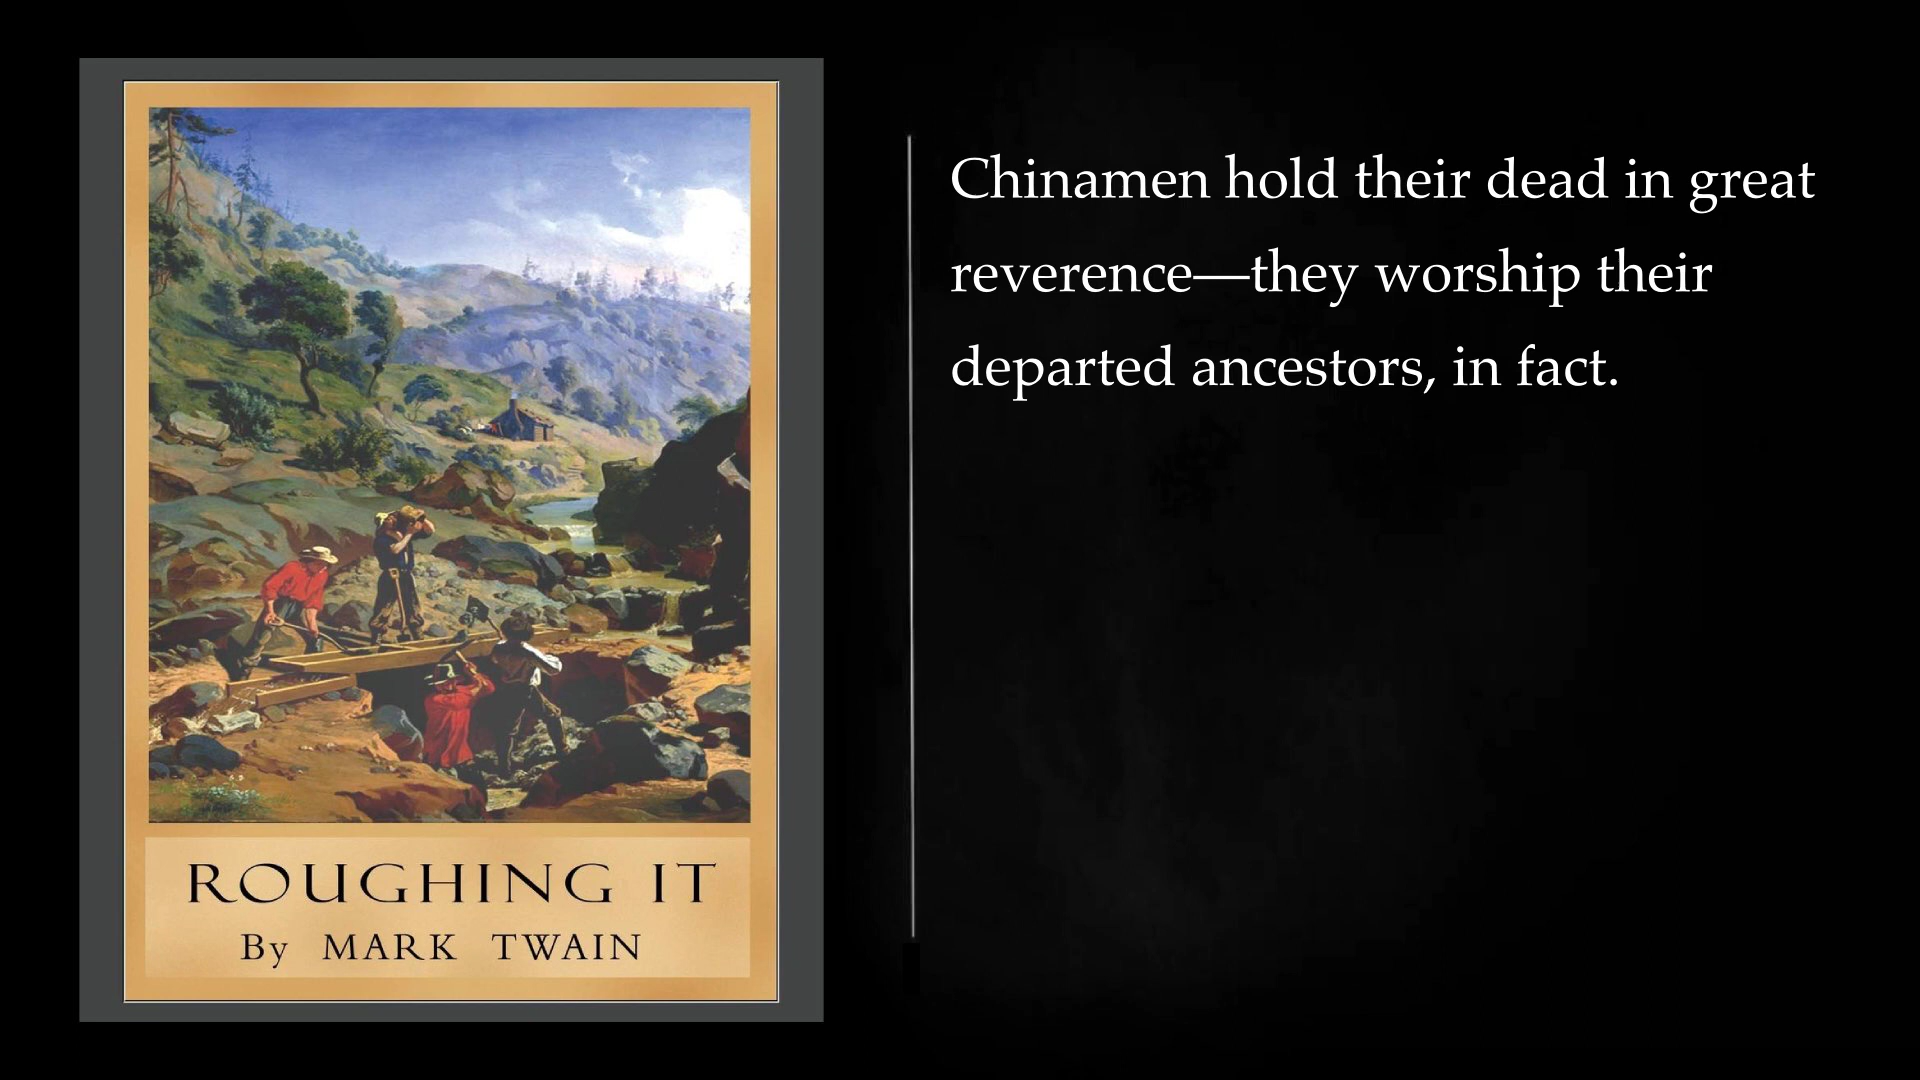 ROUGHING IT
By MARK TWAIN
Chinamen hold their dead in great
reverence—they worship their
departed ancestors, in fact.